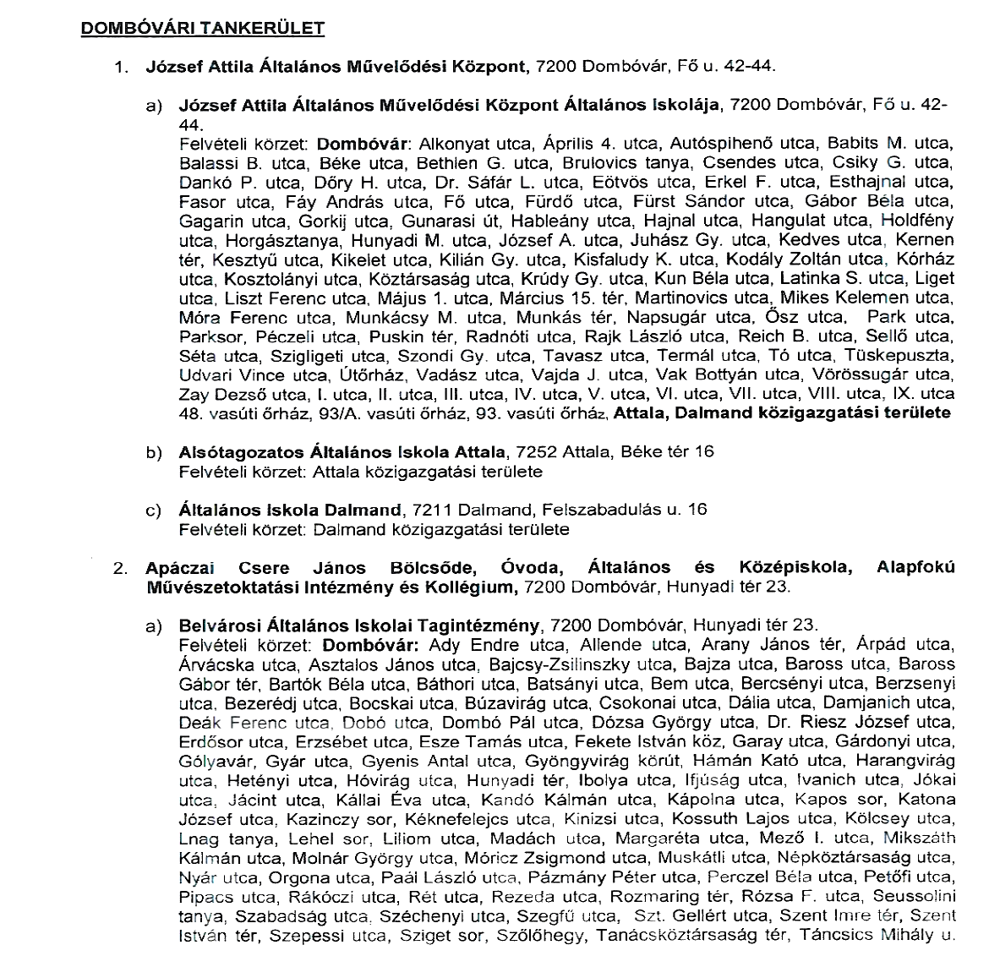 DOMBÓVÁRI TANKERÜLET
1. József Attila Általános Művelődési Központ, 7200 Dombóvár, Fő u. 42-44.
a) József Attila Általános Művelődési Központ Általános Iskolája, 7200 Dombóvár, Fő u. 42-
44.
Felvételi körzet: Dombóvár: Alkonyat utca, Április 4. utca, Autóspihenő utca, Babits M. utca,
Balassi B. utca, Béke utca, Bethlen G. utca, Brulovics tanya, Csendes utca, Csiky G. utca,
Dankó P. utca, Dőry H. utca, Dr. Sáfár L. utca, Eötvös utca, Erkel F. utca, Esthajnal utca,
Fasor utca, Fáy András utca, Fő utca, Fürdő utca, Fürst Sándor utca, Gábor Béla utca,
Gagarin utca, Gorkij utca, Gunarasi út, Hableány utca, Hajnal utca, Hangulat utca, Holdfény
utca, Horgásztanya, Hunyadi M. utca, József A. utca, Juhász Gy. utca, Kedves utca, Kernen
tér, Kesztyű utca, Kikelet utca, Kilián Gy. utca, Kisfaludy K. utca, Kodály Zoltán utca, Kórház
utca, Kosztolányi utca, Köztársaság utca, Krúdy Gy. utca, Kun Béla utca, Latinka S. utca, Liget
utca, Liszt Ferenc utca, Május 1. utca, Március 15. tér, Martinovics utca, Mikes Kelemen utca,
Móra Ferenc utca, Munkácsy M. utca, Munkás tér, Napsugár utca, Ősz utca, Park utca,
Parksor, Péczeli utca, Puskin tér, Radnóti utca, Rajk László utca, Reich B. utca, Sellő utca,
Séta utca, Szigligeti utca, Szondi Gy. utca, Tavasz utca, Termál utca, Tó utca, Tüskepuszta,
Udvari Vince utca, Útőrház, Vadász utca, Vajda J. utca, Vak Bottyán utca, Vörössugár utca,
Zay Dezső utca, I. utca, II. utca, III. utca, IV. utca, V. utca, VI. utca, VII. utca, VIII. utca, IX. utca
48. vasúti őrház, 93/A. vasúti őrház, 93. vasúti őrház, Attala, Dalmand közigazgatási területe
b) Alsótagozatos Általános Iskola Attala, 7252 Attala, Béke tér 16
Felvételi körzet: Attala közigazgatási területe
c) Általános Iskola Dalmand, 7211 Dalmand, Felszabadulás u. 16
Felvételi körzet: Dalmand közigazgatási területe
2. Apáczai Csere János Bölcsőde, Óvoda, Általános és Középiskola, Alapfokú
Művészetoktatási Intézmény és Kollégium, 7200 Dombóvár, Hunyadi tér 23.
a) Belvárosi Általános Iskolai Tagintézmény, 7200 Dombóvár, Hunyadi tér 23.
Felvételi körzet: Dombóvár: Ady Endre utca, Allende utca, Arany János tér, Árpád utca,
Árvácska utca, Asztalos János utca, Bajcsy-Zsilinszky utca, Bajza utca, Baross utca, Baross
Gábor tér, Bartók Béla utca, Báthori utca, Batsányi utca, Bem utca, Bercsényi utca, Berzsenyi
utca, Bezerédj utca, Bocskai utca, Búzavirág utca, Csokonai utca, Dália utca, Damjanich utca,
Deák Ferenc utca, Dobó utca, Dombó Pál utca, Dózsa György utca, Dr. Riesz József utca,
Erdősor utca, Erzsébet utca, Esze Tamás utca, Fekete István köz, Garay utca, Gárdonyi utca,
Gólyavár, Gyár utca, Gyenis Antal utca, Gyöngyvirág körút, Hámán Kató utca, Harangvirág
utca, Hetényi utca, Hóvirág utca, Hunyadi tér, Ibolya utca, Ifjúság utca, Ivanich utca, Jókai
utca, Jácint utca, Kállai Éva utca, Kandó Kálmán utca, Kápolna utca, Kapos sor, Katona
József utca, Kazinczy sor, Kéknefelejcs utca, Kinizsi utca, Kossuth Lajos utca, Kölcsey utca,
Lnag tanya, Lehel sor, Liliom utca, Madách utca, Margaréta utca, Mező I. utca, Mikszáth
Kálmán utca, Molnár György utca, Móricz Zsigmond utca, Muskátli utca, Népköztársaság utca,
Nyár utca, Orgona utca, Paál László utca, Pázmány Péter utca, Perczel Béla utca, Petőfi utca,
Pipacs utca, Rákóczi utca, Rét utca, Rezeda utca, Rozmaring tér, Rózsa F. utca, Seussolini
tanya, Szabadság utca, Széchenyi utca, Szegfű utca, Szt. Gellért utca, Szent Imre tér, Szent
István tér, Szepessi utca, Sziget sor, Szőlőhegy, Tanácsköztársaság tér, Táncsics Mihály u.